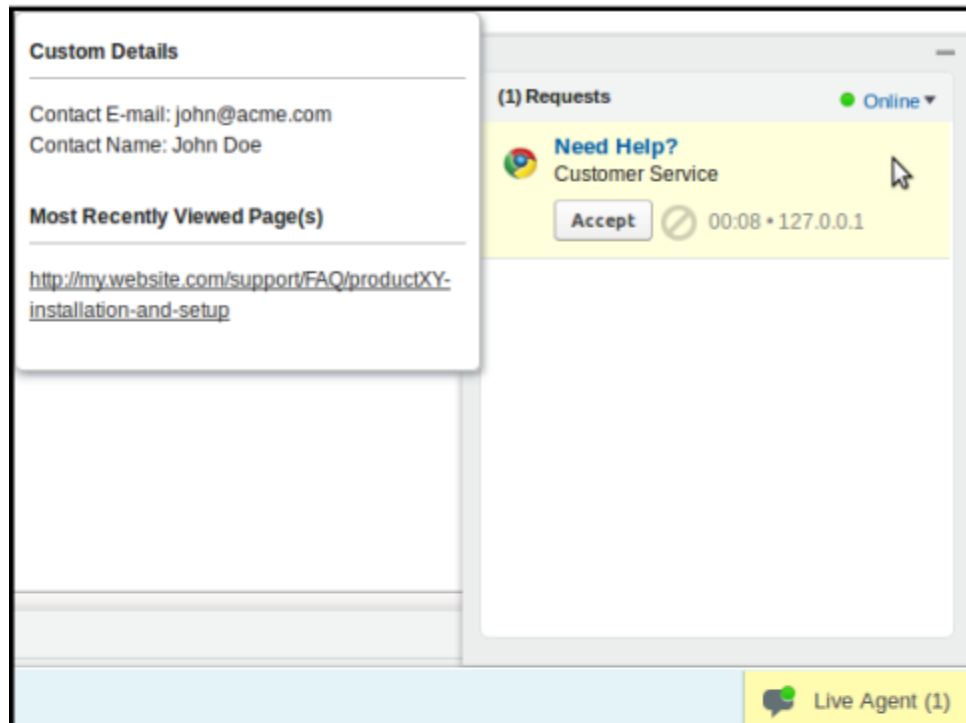 Custom Details
Contact E-mail: john@acme.com
Contact Name: John Doe
Most Recently Viewed Page(s)
http://my.website.com/support/FAQ/productXY-
installation-and-setup
(1) Requests
Online
Need Help?
Customer Service
Accept 00:08 • 127.0.0.1
Live Agent (1)